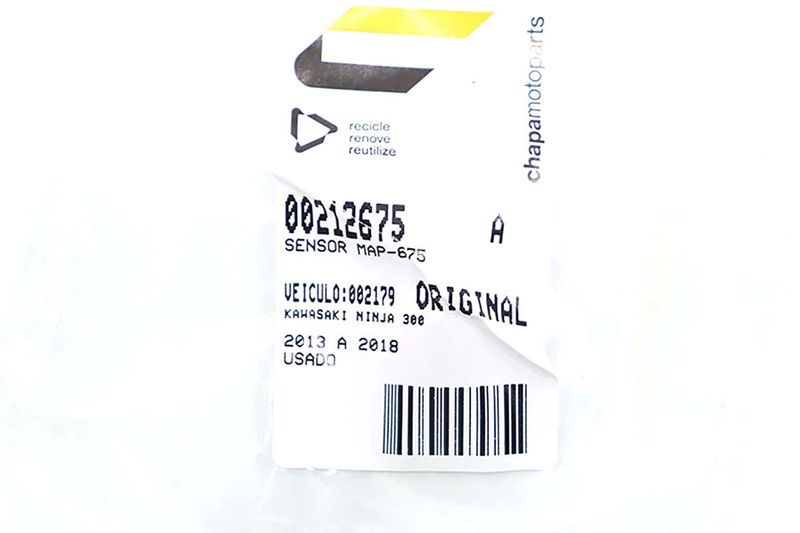 chapamotoparts
recicle
renove
reutilize
00212675 A
SENSOR MAP-675
VEICULO:002179 ORIGINAL
KAWASAKI NINJA 300
2013 A 2018
USADO